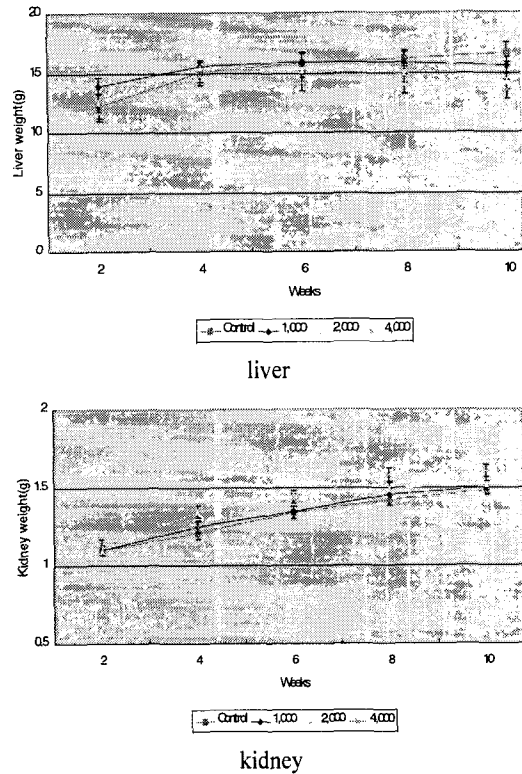 20
15
10
5
0
Liver weight(g)
2 4 6 8 10
Weeks
Control 1,000 2,000 4,000
liver
2
1.5
1
0.5
Kidney weight(g)
2 4 6 8 10
Weeks
Control 1,000 2,000 4,000
kidney